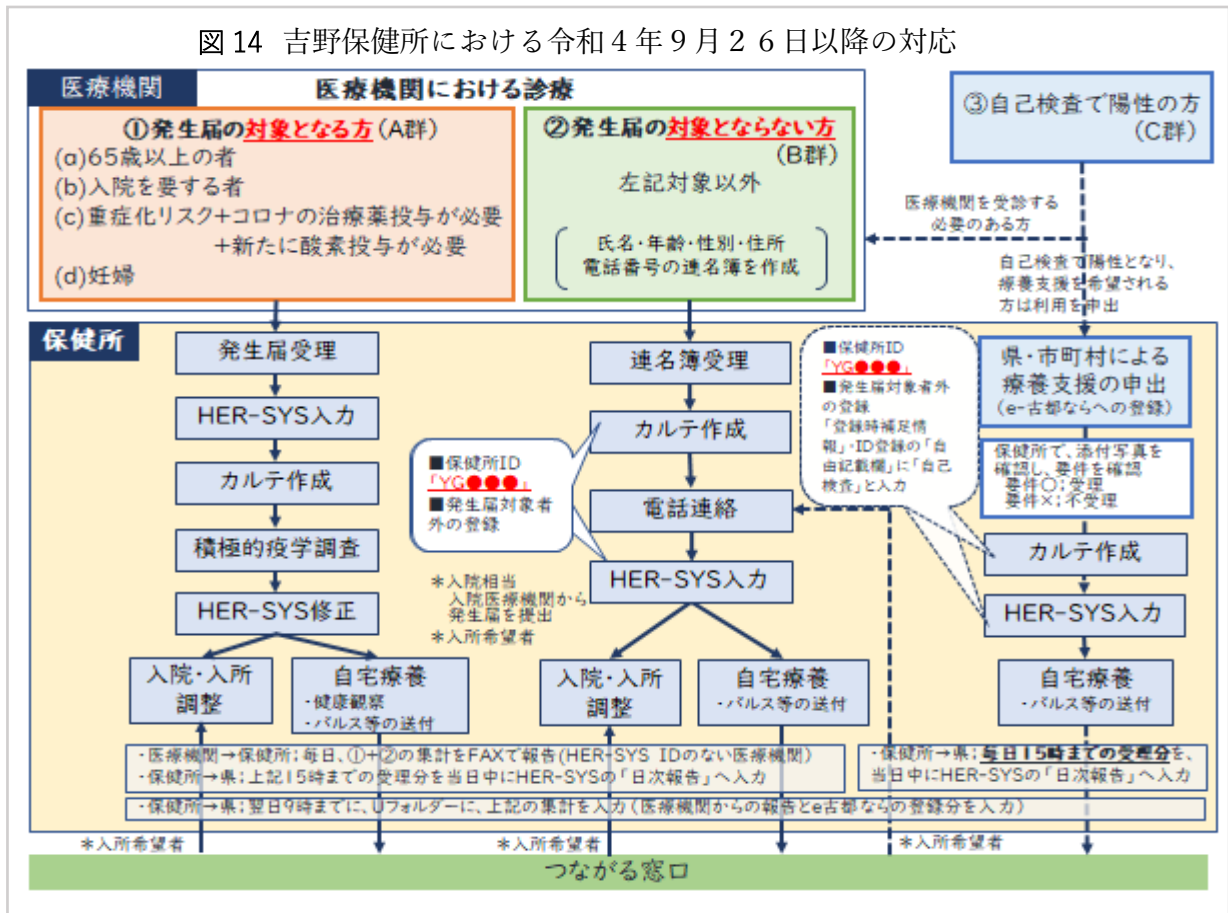 図14 吉野保健所における令和４年９月２６日以降の対応
医療機関
医療機関における診療
①発生届の対象となる方(A群)
(a)65歳以上の者
(b)入院を要する者
(c)重症化リスク+コロナの治療薬投与が必要
+新たに酸素投与が必要
(d)妊婦
②発生届の対象とならない方
(B群)
左記対象以外
氏名・年齢・性別・住所
電話番号の連名簿を作成
③自己検査で陽性の方
(C群)
医療機関を受診する
必要のある方
自己検査で陽性となり、
療養支援を希望される
方は利用を申出
保健所
発生届受理
HER-SYS入力
カルテ作成
積極的疫学調査
HER-SYS修正
入院・入所
調整
自宅療養
・健康観察
・パルス等の送付
連名簿受理
カルテ作成
電話連絡
HER-SYS入力
■保健所ID
「YG●●●」
■発生届対象者
外の登録
＊入院相当
入院医療機関から
発生届を提出
＊入所希望者
入院・入所
調整
自宅療養
・パルス等の送付
■保健所ID
「YG●●●」
■発生届対象者外
の登録
「登録時補足情
報」・ID登録の「自
由記載欄」に「自己
検査」と入力
県・市町村による
療養支援の申出
(e-古都ならへの登録)
保健所で、添付写真を
確認し、要件を確認
要件○；受理
要件×；不受理
カルテ作成
HER-SYS入力
自宅療養
・パルス等の送付
・医療機関→保健所；毎日、①+②の集計をFAXで報告(HER-SYS IDのない医療機関)
・保健所→県；上記15時までの受理分を当日中にHER-SYSの「日次報告」へ入力
・保健所→県；毎日15時までの受理分を、
当日中にHER-SYSの「日次報告」へ入力
・保健所→県；翌日9時までに、Uフォルダーに、上記の集計を入力(医療機関からの報告とe古都ならの登録分を入力)
＊入所希望者
＊入所希望者
＊入所希望者
つながる窓口